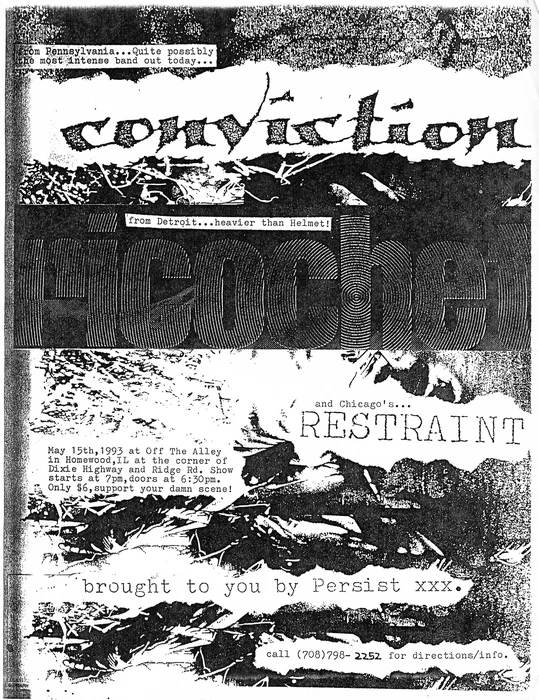 from Pennsylvania...Quite possibly
the most intense band out today...
conviction
from Detroit...heavier than Helmet!
ricochet
and Chicago's...
RESTRAINT
May 15th,1993 at Off The Alley
in Homewood,IL at the corner of
Dixie Highway and Ridge Rd. Show
starts at 7pm,doors at 6:30pm.
Only $6,support your damn scene!
brought to you by Persist xxx.
call (708)798-2252 for directions/info.